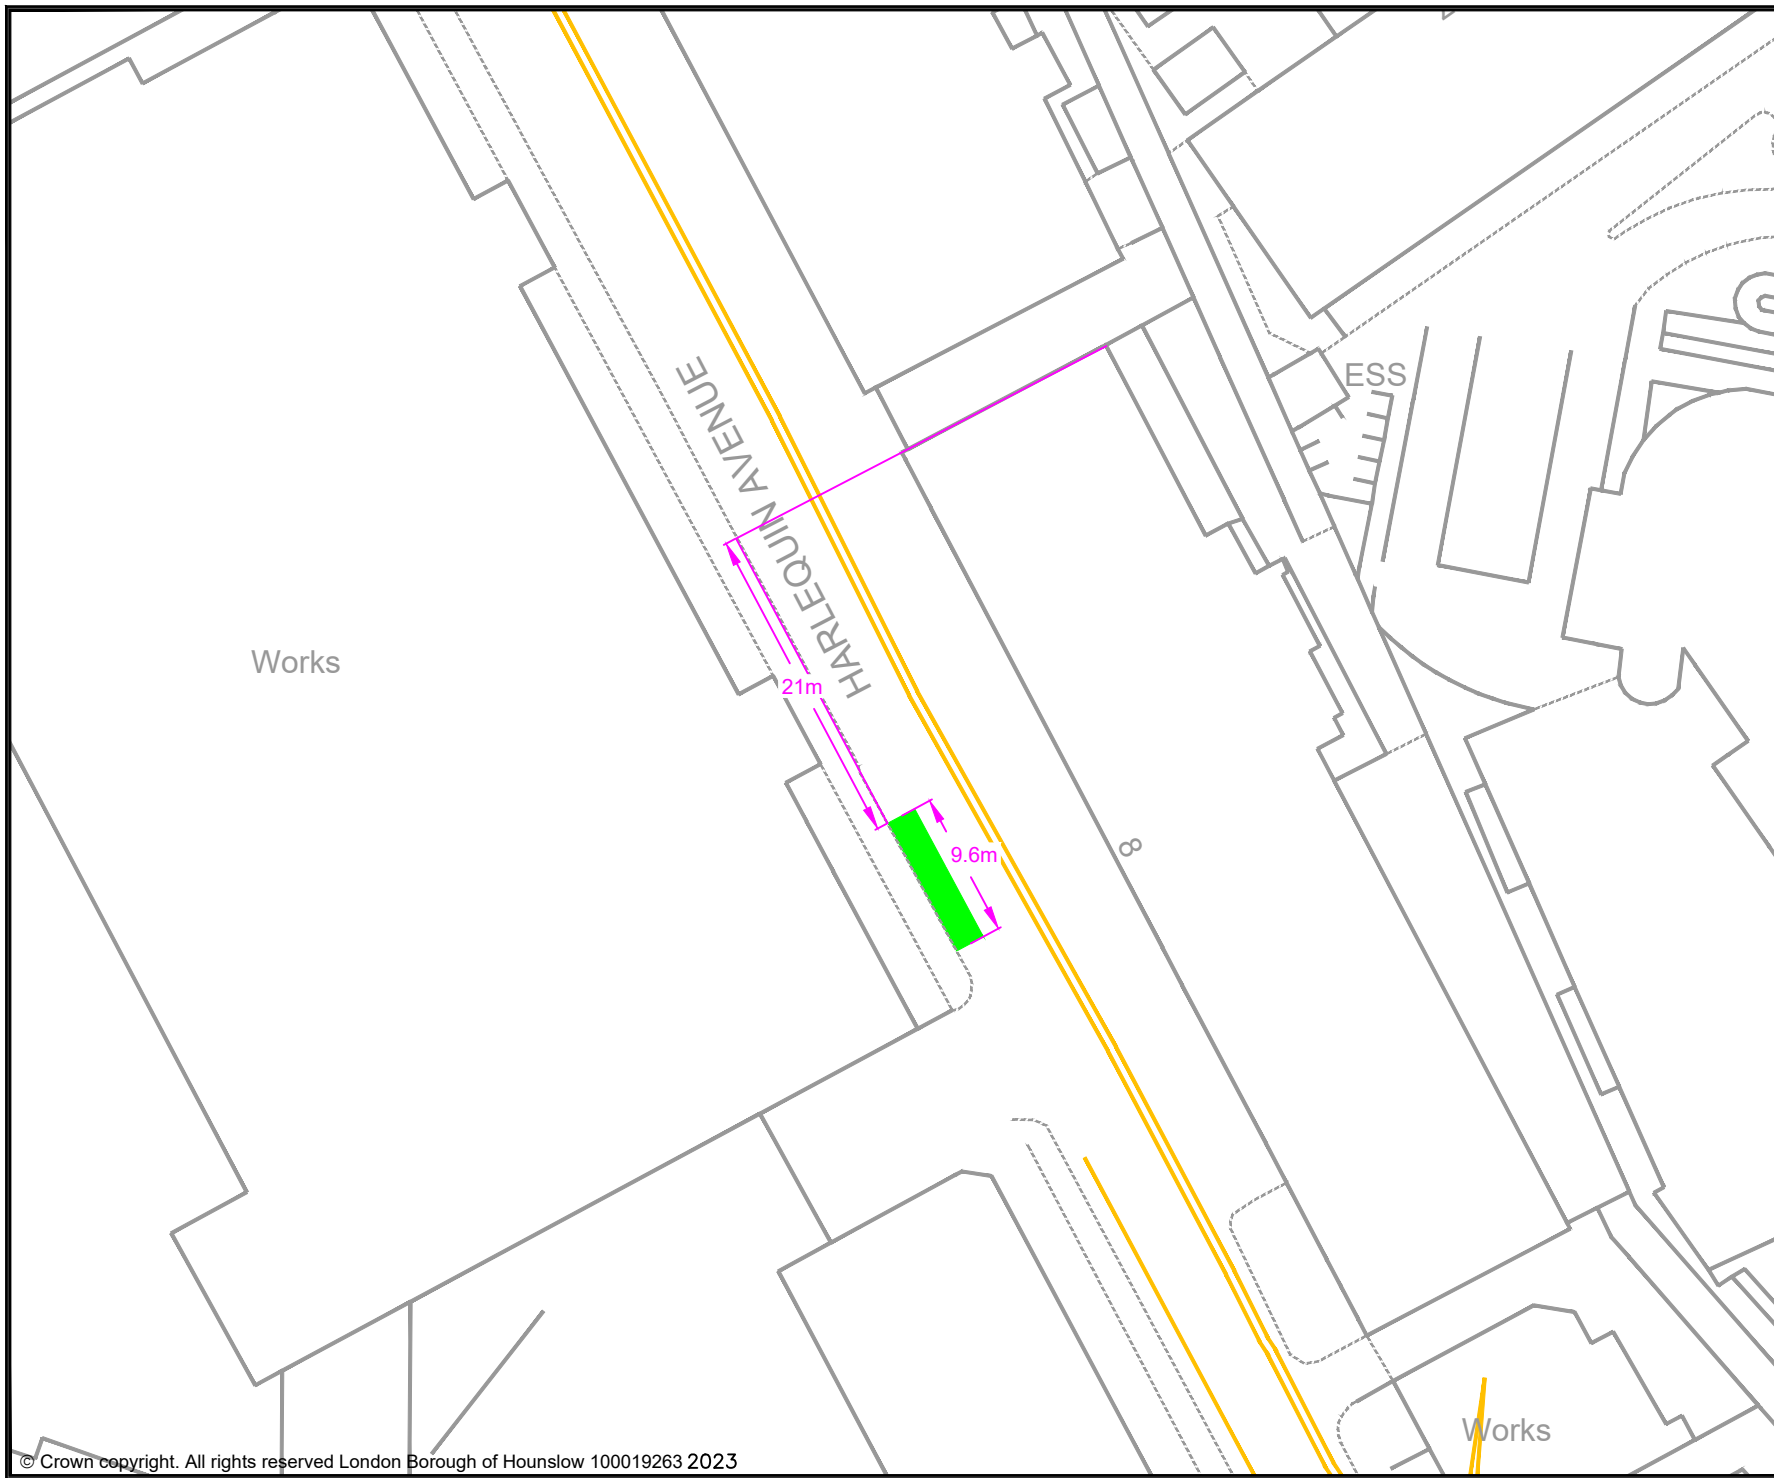 ESS
HARLEQUIN AVENUE
Works
21m
9.6m
8
Works
© Crown copyright. All rights reserved London Borough of Hounslow 100019263 2023